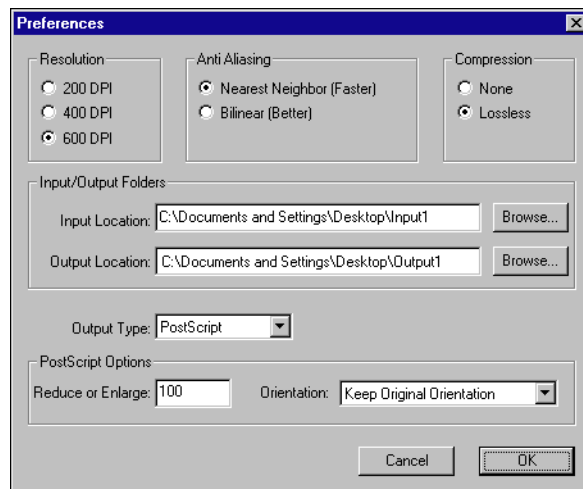 Preferences
Resolution
200 DPI
400 DPI
600 DPI
Anti Aliasing
Nearest Neighbor (Faster)
Bilinear (Better)
Compression
None
Lossless
Input/Output Folders
Input Location: C:\Documents and Settings\Desktop\Input1 Browse...
Output Location: C:\Documents and Settings\Desktop\Output1 Browse...
Output Type: PostScript
PostScript Options
Reduce or Enlarge: 100 Orientation: Keep Original Orientation
Cancel OK